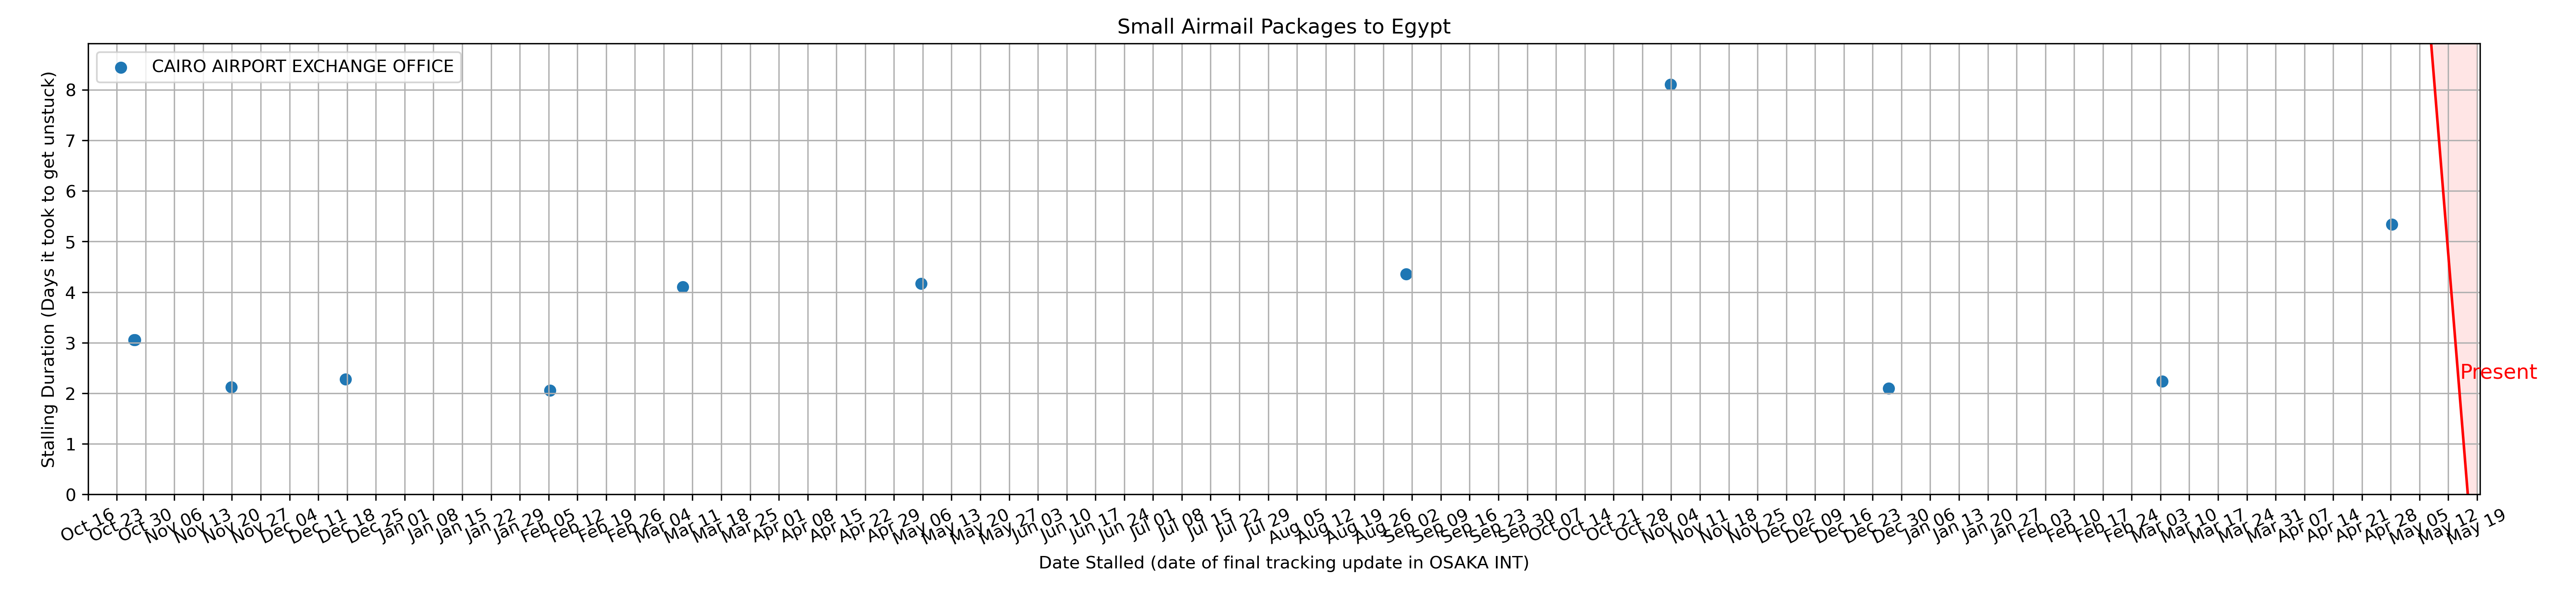 Small Airmail Packages to Egypt
CAIRO AIRPORT EXCHANGE OFFICE
Stalling Duration (Days it took to get unstuck)
8
7
6
5
4
3
2
1
0
Present
Oct 16 Oct 23 Oct 30 Nov 06 Nov 13 Nov 20 Nov 27 Dec 04 Dec 11 Dec 18 Dec 25 Jan 01 Jan 08 Jan 15 Jan 22 Jan 29 Feb 05 Feb 12 Feb 19 Feb 26 Mar 04 Mar 11 Mar 18 Mar 25 Apr 01 Apr 08 Apr 15 Apr 22 Apr 29 May 06 May 13 May 20 May 27 Jun 03 Jun 10 Jun 17 Jun 24 Jul 01 Jul 08 Jul 15 Jul 22 Jul 29 Aug 05 Aug 12 Aug 19 Aug 26 Sep 02 Sep 09 Sep 16 Sep 23 Sep 30 Oct 07 Oct 14 Oct 21 Oct 28 Nov 04 Nov 11 Nov 18 Nov 25 Dec 02 Dec 09 Dec 16 Dec 23 Dec 30 Jan 06 Jan 13 Jan 20 Jan 27 Feb 03 Feb 10 Feb 17 Feb 24 Mar 03 Mar 10 Mar 17 Mar 24 Mar 31 Apr 07 Apr 14 Apr 21 Apr 28 May 05 May 12 May 19
Date Stalled (date of final tracking update in OSAKA INT)